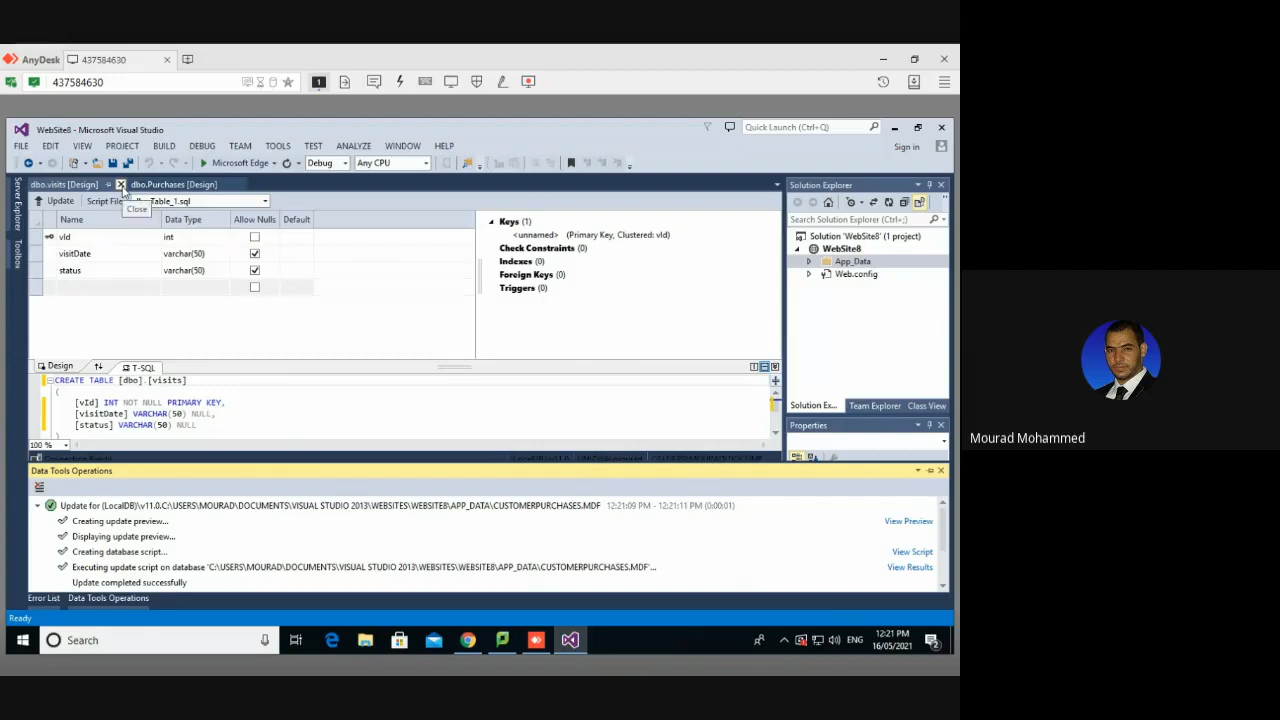 AnyDesk
437584630
437584630
1
WebSite8 - Microsoft Visual Studio
Quick Launch (Ctrl+Q)
FILE EDIT VIEW PROJECT BUILD DEBUG TEAM TOOLS TEST ANALYZE WINDOW HELP
Sign in
Microsoft Edge Debug Any CPU
dbo.visits [Design] dbo.Purchases [Design]
Update Script File Table_1.sql
Close
Name Data Type Allow Nulls Default
vId int
visitDate varchar(50)
status varchar(50)
Keys (1)
<unnamed> (Primary Key, Clustered: vId)
Check Constraints (0)
Indexes (0)
Foreign Keys (0)
Triggers (0)
Server Explorer
Toolbox
Design T-SQL
CREATE TABLE [dbo].[visits]
(
[vId] INT NOT NULL PRIMARY KEY,
[visitDate] VARCHAR(50) NULL,
[status] VARCHAR(50) NULL
100 %
Solution Explorer
Search Solution Explorer (Ctrl+;)
Solution 'WebSite8' (1 project)
WebSite8
App_Data
Web.config
Solution Ex... Team Explorer Class View
Properties
Data Tools Operations
Update for (LocalDB)\v11.0.C:\USERS\MOURAD\DOCUMENTS\VISUAL STUDIO 2013\WEBSITES\WEBSITE8\APP_DATA\CUSTOMERPURCHASES.MDF 12:21:09 PM - 12:21:11 PM (0:00:01)
Creating update preview... View Preview
Displaying update preview...
Creating database script... View Script
Executing update script on database 'C:\USERS\MOURAD\DOCUMENTS\VISUAL STUDIO 2013\WEBSITES\WEBSITE8\APP_DATA\CUSTOMERPURCHASES.MDF'... View Results
Update completed successfully
Error List Data Tools Operations
Ready
Search
ENG
12:21 PM
16/05/2021
2
Mourad Mohammed